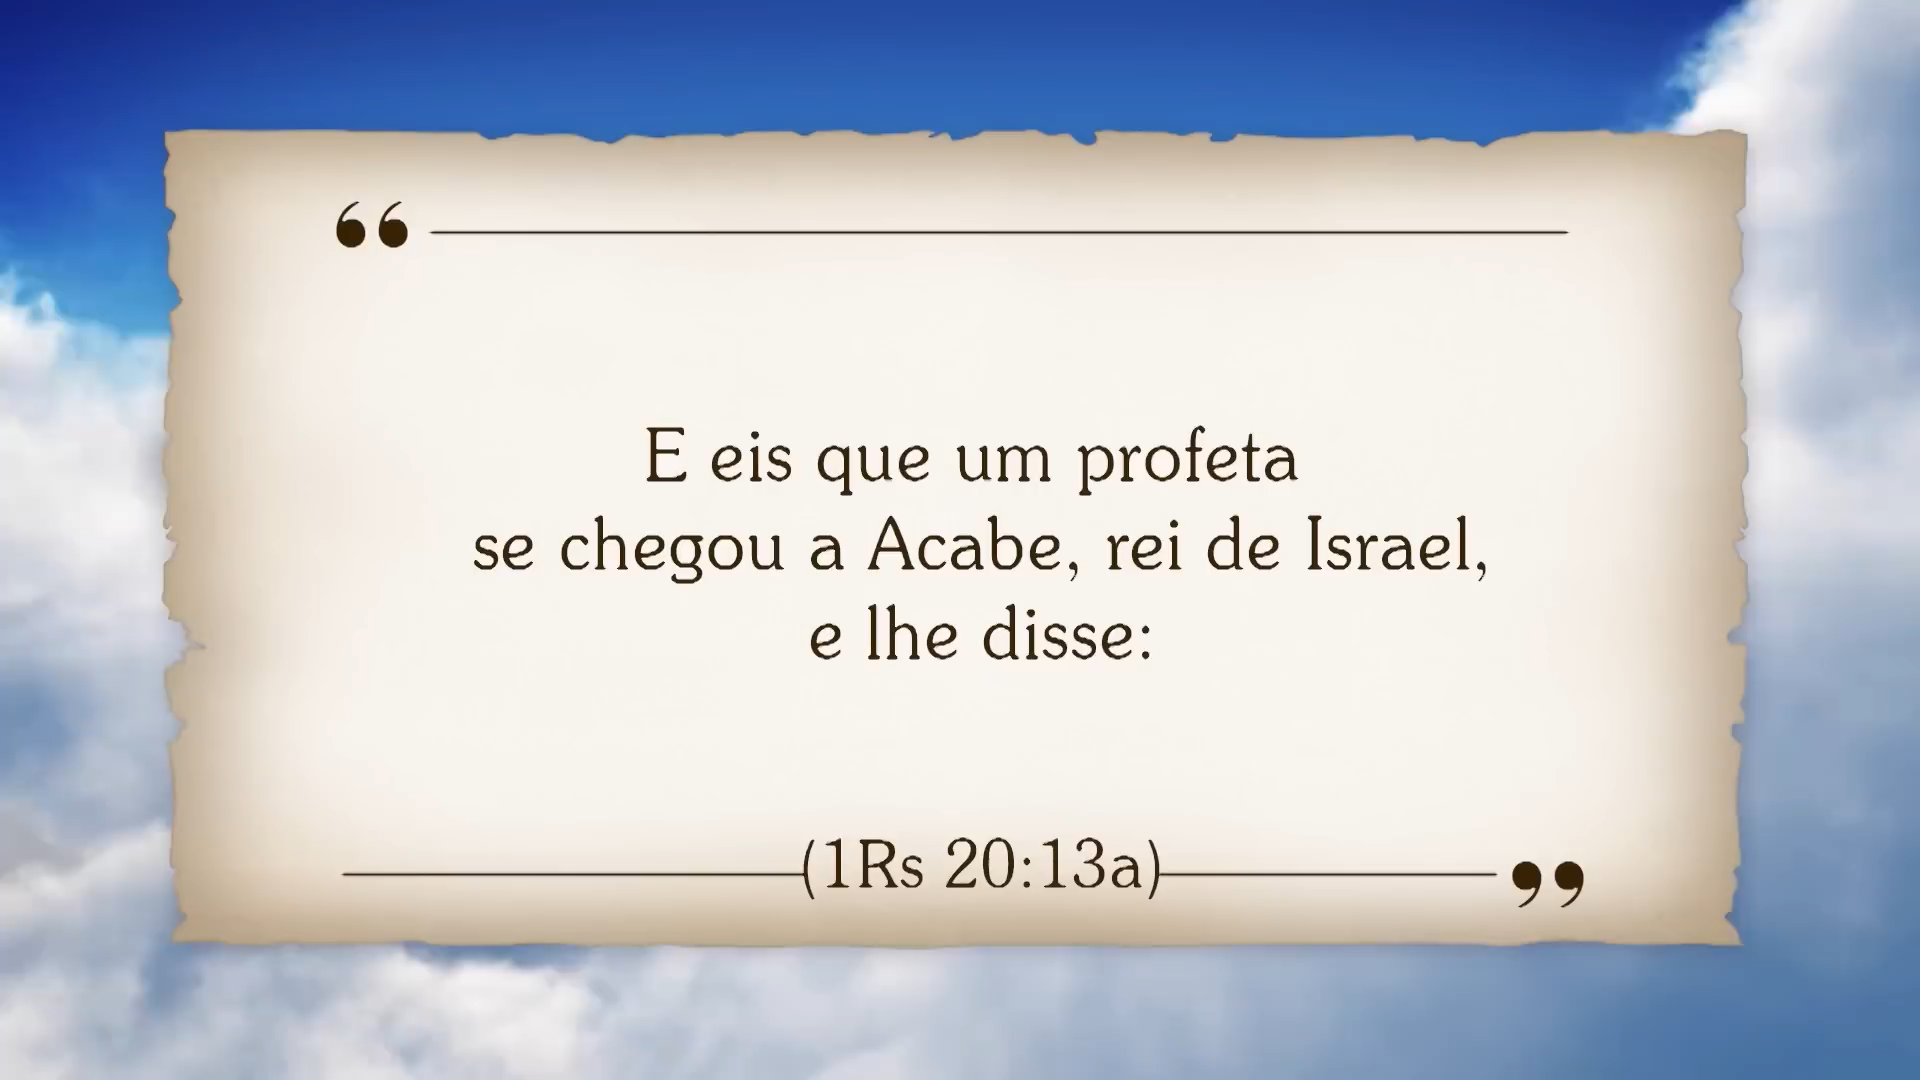 “
E eis que um profeta
se chegou a Acabe, rei de Israel,
e lhe disse:
(1Rs 20:13a)
”